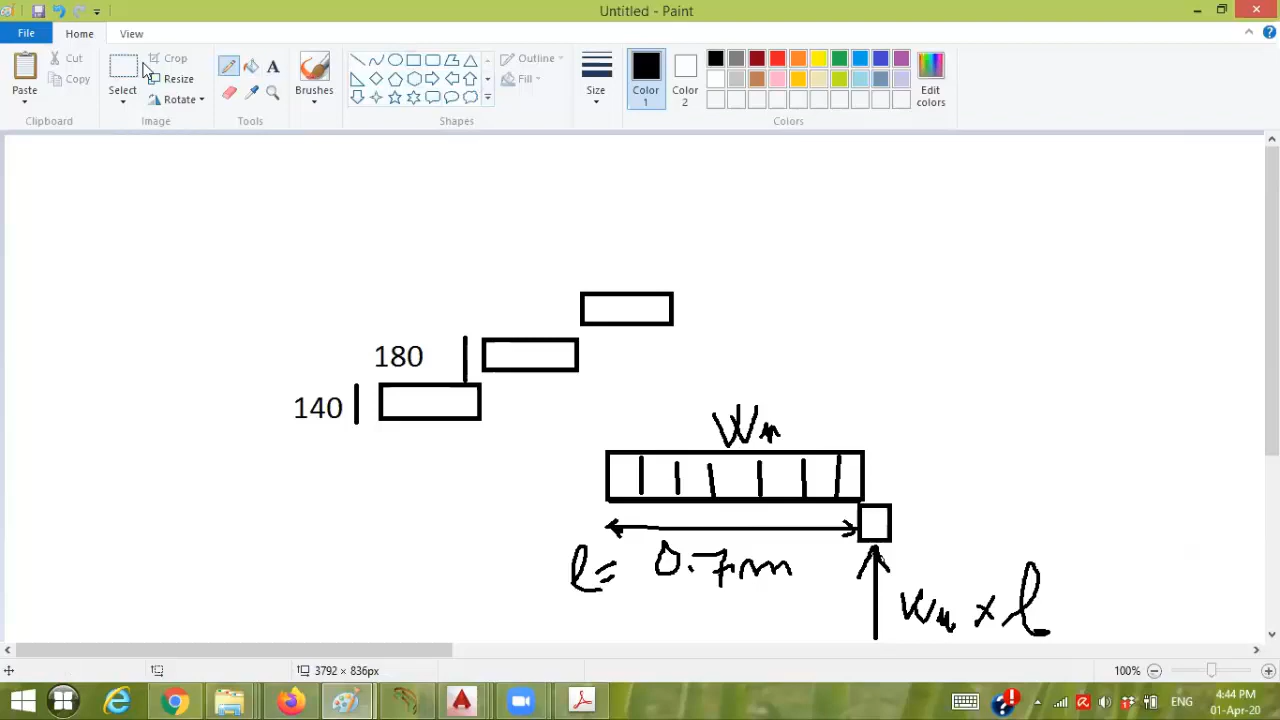 Untitled - Paint
File
Home
View
Paste
Cut
Copy
Clipboard
Select
Crop
Resize
Rotate
Image
A
Tools
Brushes
Outline
Fill
Shapes
Size
Color 1
Color 2
Edit colors
Colors
180
140
Wu
l = 0.7m
Wu × l
3792 × 836px
100%
ENG
4:44 PM
01-Apr-20